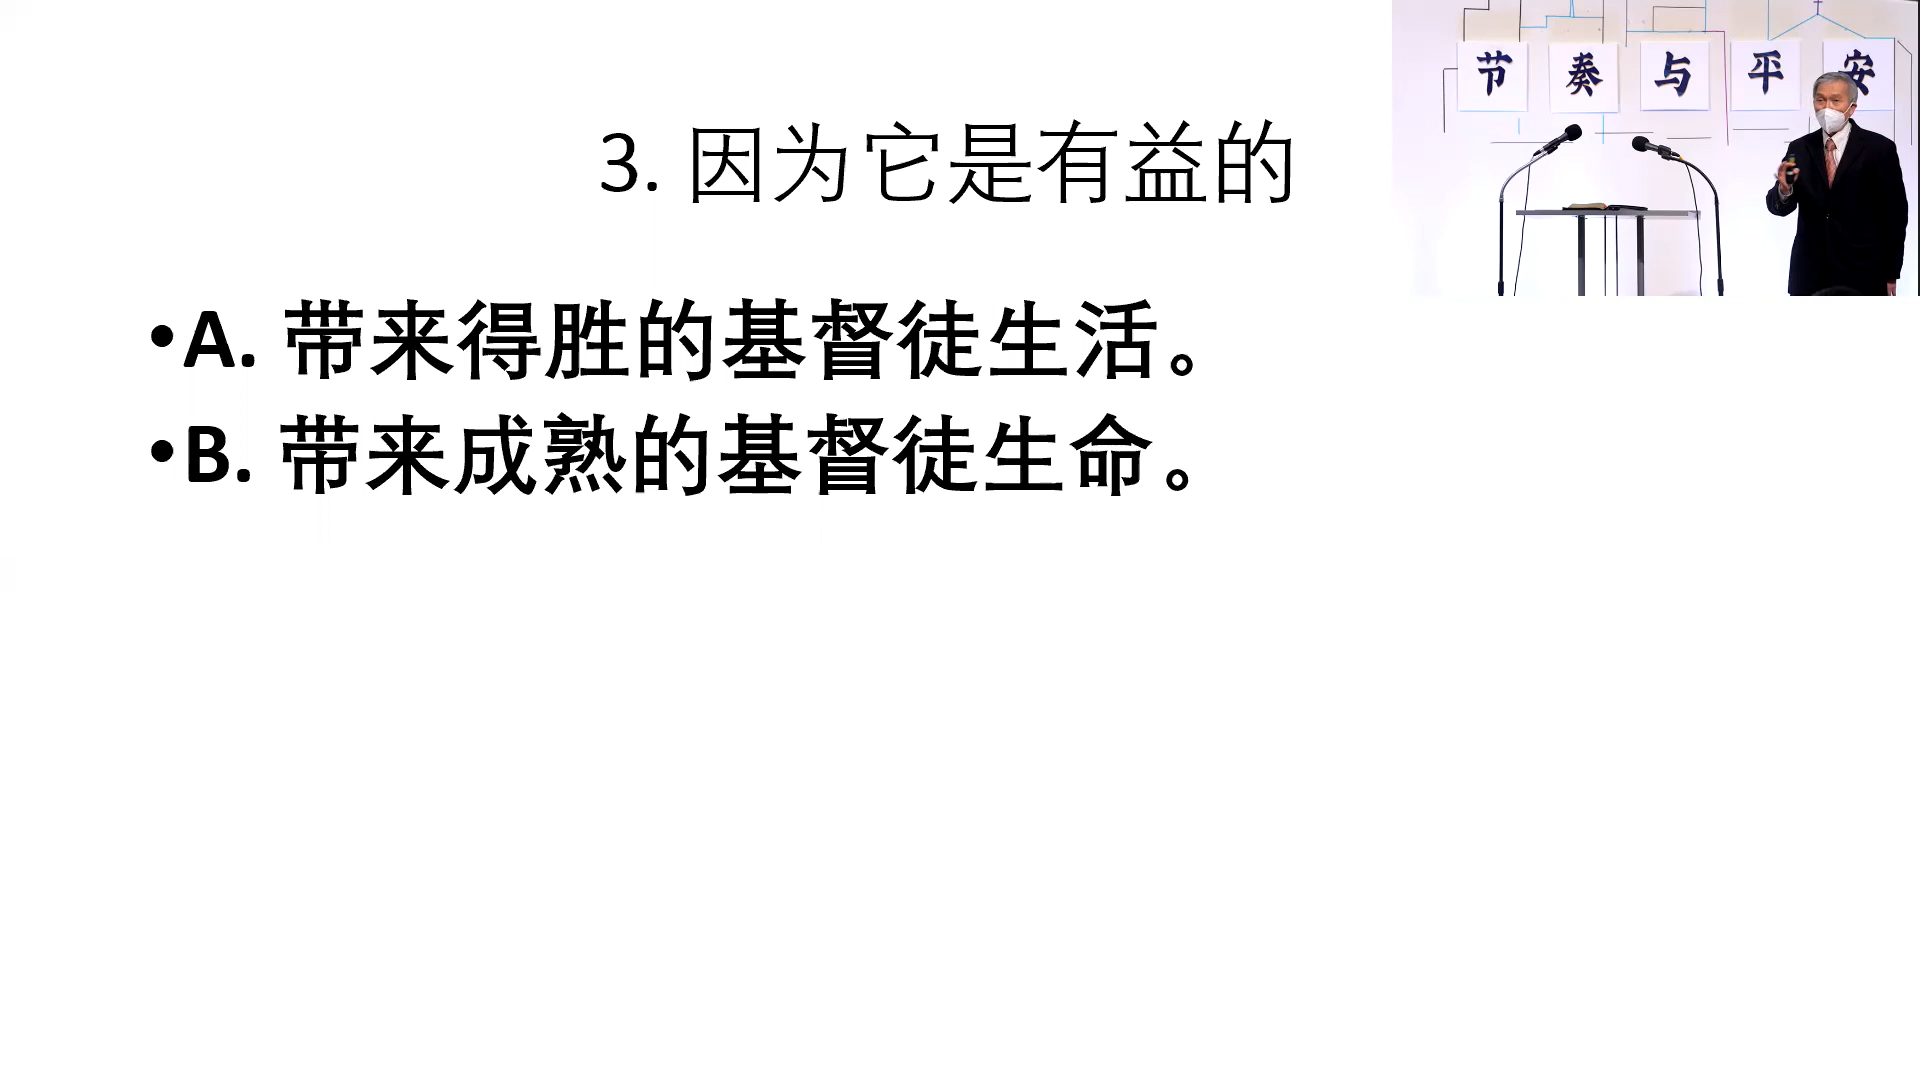 节奏与平安
3. 因为它是有益的
•A. 带来得胜的基督徒生活。
•B. 带来成熟的基督徒生命。